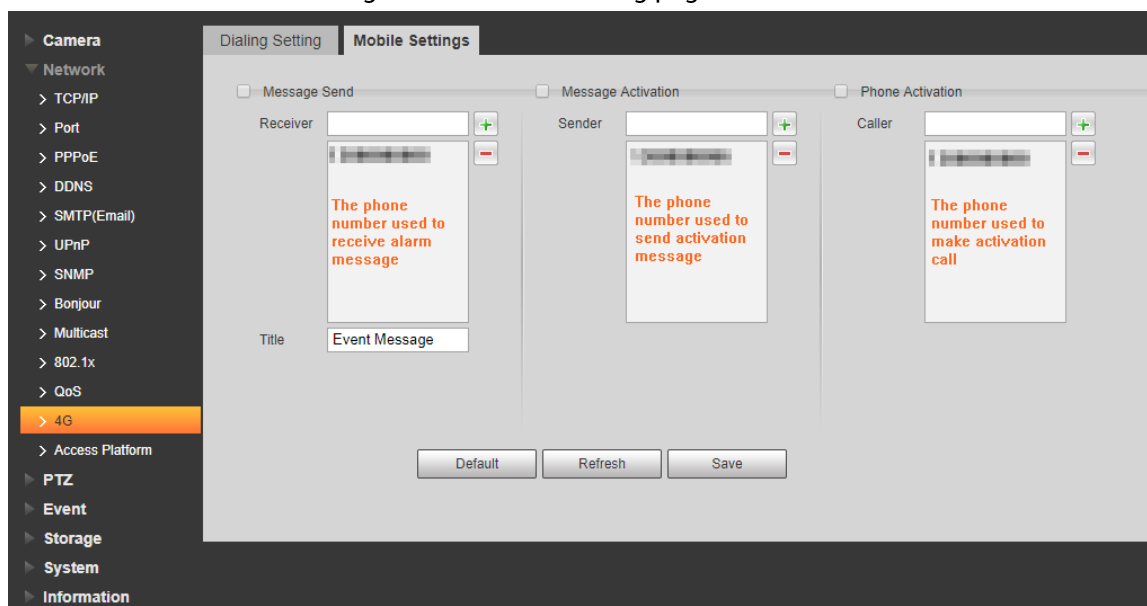 Camera
Network
TCP/IP
Port
PPPoE
DDNS
SMTP(Email)
UPnP
SNMP
Bonjour
Multicast
802.1x
QoS
4G
Access Platform
PTZ
Event
Storage
System
Information
Dialing Setting Mobile Settings
Message Send
Receiver
The phone
number used to
receive alarm
message
Title Event Message
Message Activation
Sender
The phone
number used to
send activation
message
Phone Activation
Caller
The phone
number used to
make activation
call
Default Refresh Save